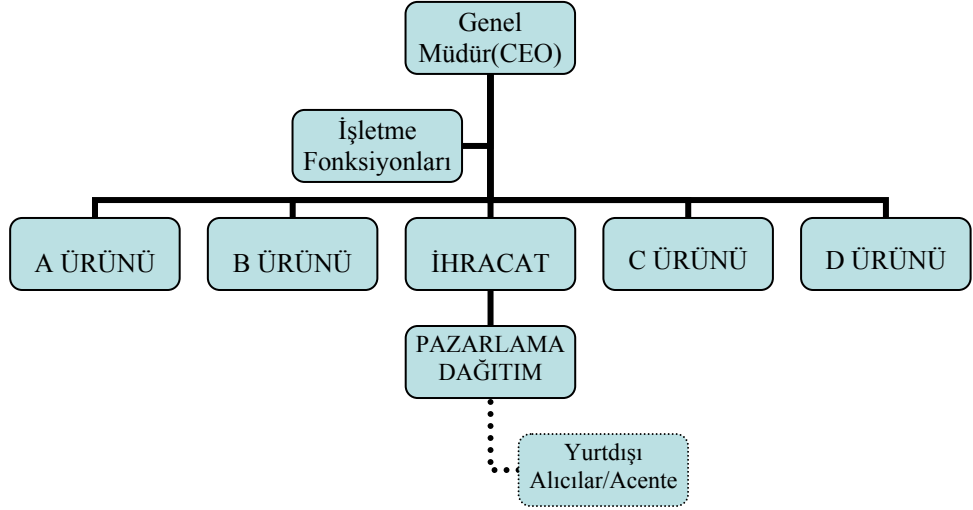 Genel
Müdür(CEO)
İşletme
Fonksiyonları
A ÜRÜNÜ
B ÜRÜNÜ
İHRACAT
C ÜRÜNÜ
D ÜRÜNÜ
PAZARLAMA
DAĞITIM
Yurtdışı
Alıcılar/Acente